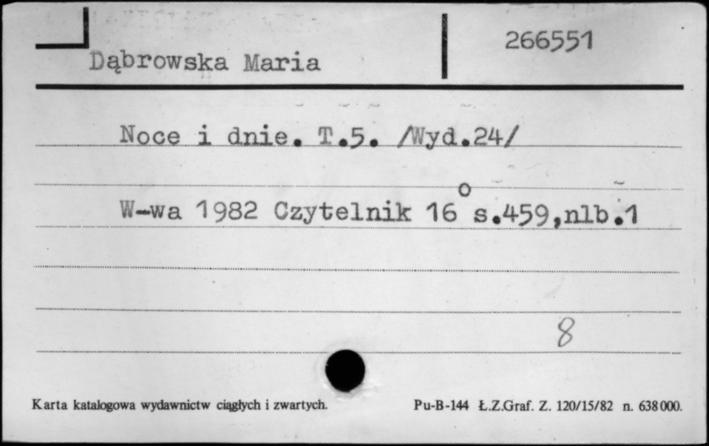 Dąbrowska Maria
266551
Noce i dnie. T.5. /Wyd.24/
W-wa 1982 Czytelnik 16° s.459,nlb.1
8
Karta katalogowa wydawnictw ciągłych i zwartych.
Pu-B-144 Ł.Z.Graf. Z. 120/15/82 n. 638000.